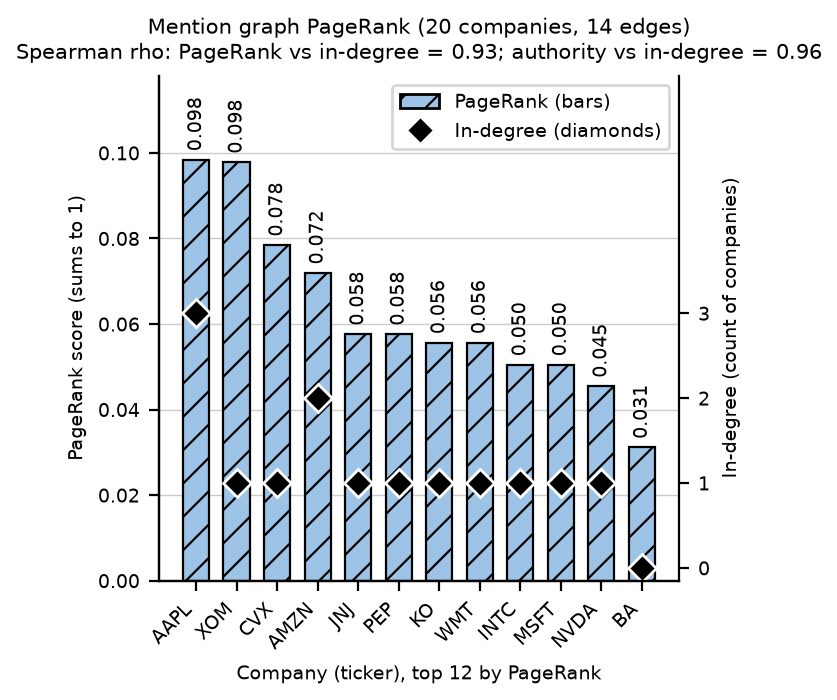 Mention graph PageRank (20 companies, 14 edges)
Spearman rho: PageRank vs in-degree = 0.93; authority vs in-degree = 0.96
PageRank (bars)
In-degree (diamonds)
0.098
0.098
0.078
0.072
0.058
0.058
0.056
0.056
0.050
0.050
0.045
0.031
PageRank score (sums to 1)
0.10
0.08
0.06
0.04
0.02
0.00
In-degree (count of companies)
3
2
1
0
AAPL
XOM
CVX
AMZN
JNJ
PEP
KO
WMT
INTC
MSFT
NVDA
BA
Company (ticker), top 12 by PageRank